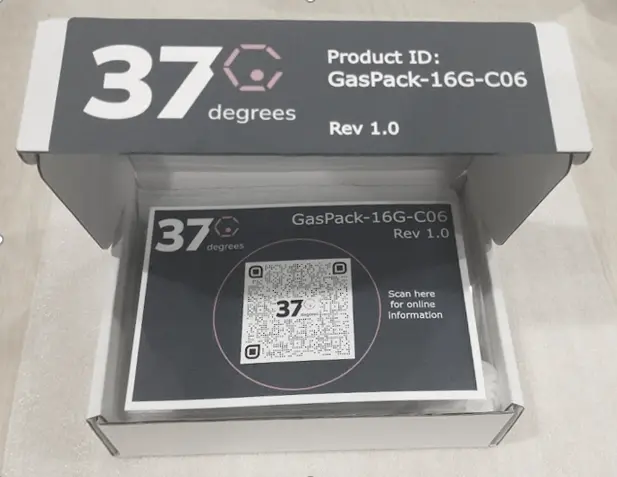 37
degrees
Product ID:
GasPack-16G-C06
Rev 1.0
37
degrees
GasPack-16G-C06
Rev 1.0
37
degrees
Scan here
for online
information